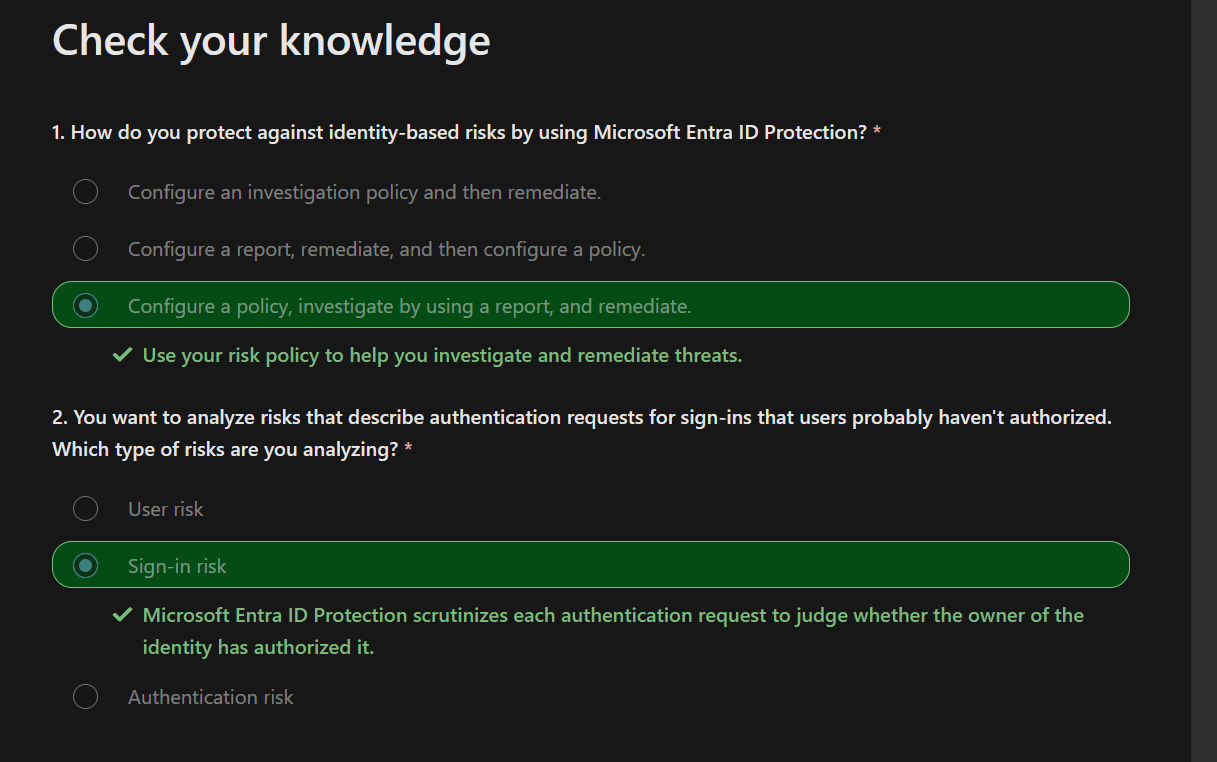 Check your knowledge
1. How do you protect against identity-based risks by using Microsoft Entra ID Protection? *
Configure an investigation policy and then remediate.
Configure a report, remediate, and then configure a policy.
Configure a policy, investigate by using a report, and remediate.
Use your risk policy to help you investigate and remediate threats.
2. You want to analyze risks that describe authentication requests for sign-ins that users probably haven't authorized.
Which type of risks are you analyzing? *
User risk
Sign-in risk
Microsoft Entra ID Protection scrutinizes each authentication request to judge whether the owner of the
identity has authorized it.
Authentication risk